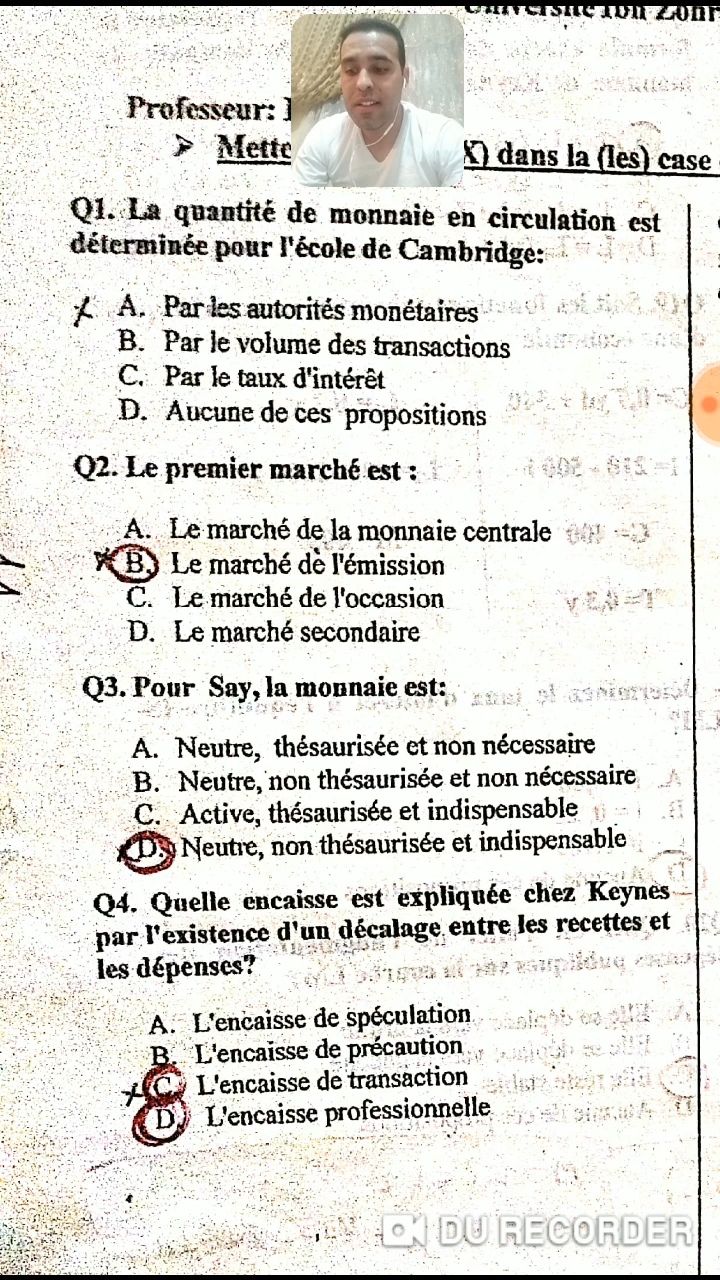 Université Ibn Zohr
Professeur:
➤ Mette X) dans la (les) case
Q1. La quantité de monnaie en circulation est
déterminée pour l'école de Cambridge:
A. Par les autorités monétaires
B. Par le volume des transactions
C. Par le taux d'intérêt
D. Aucune de ces propositions
Q2. Le premier marché est :
A. Le marché de la monnaie centrale
B. Le marché de l'émission
C. Le marché de l'occasion
D. Le marché secondaire
Q3. Pour Say, la monnaie est:
A. Neutre, thésaurisée et non nécessaire
B. Neutre, non thésaurisée et non nécessaire
C. Active, thésaurisée et indispensable
D. Neutre, non thésaurisée et indispensable
Q4. Quelle encaisse est expliquée chez Keynes
par l'existence d'un décalage entre les recettes et
les dépenses?
A. L'encaisse de spéculation
B. L'encaisse de précaution
C. L'encaisse de transaction
D. L'encaisse professionnelle
DU RECORDER